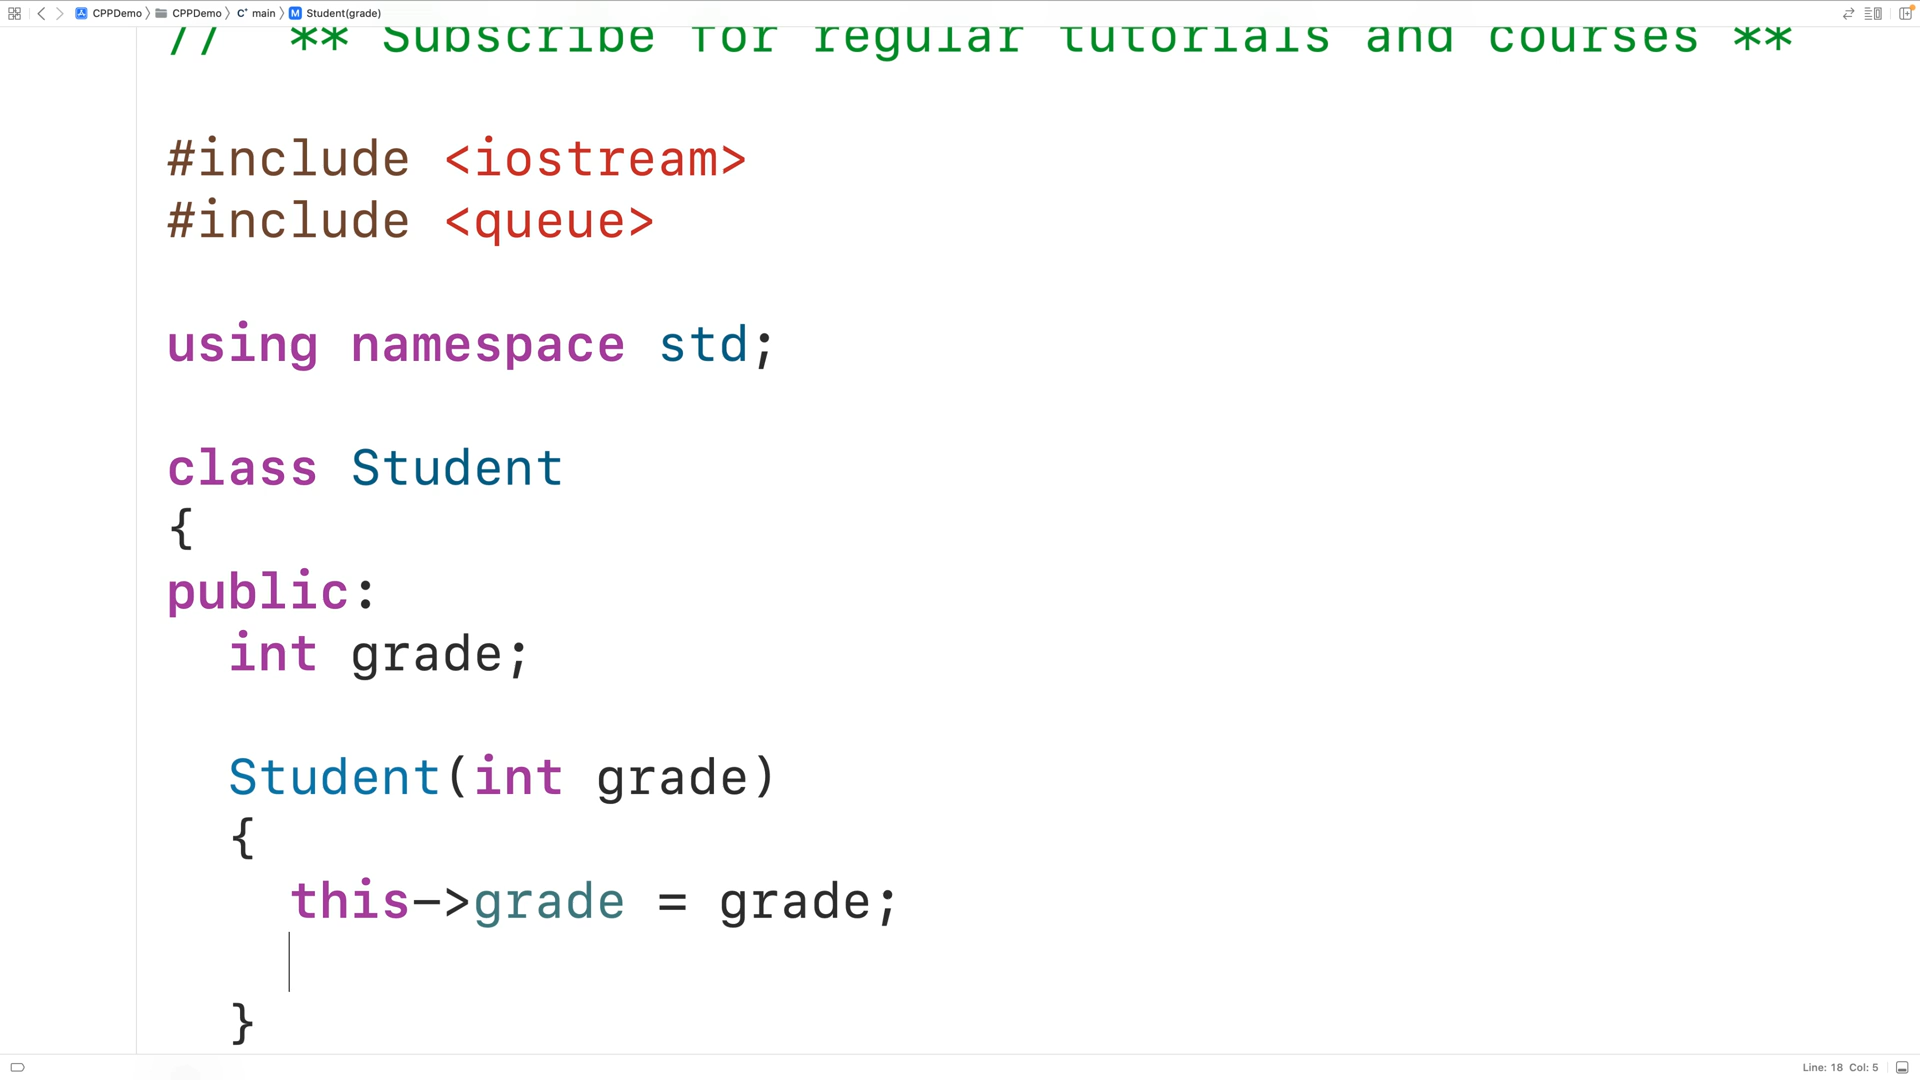 CPPDemo CPPDemo C+ main M Student(grade)
// ** Subscribe for regular tutorials and courses **
#include <iostream>
#include <queue>
using namespace std;
class Student
{
public:
int grade;
Student(int grade)
{
this->grade = grade;
}
Line: 18 Col: 5